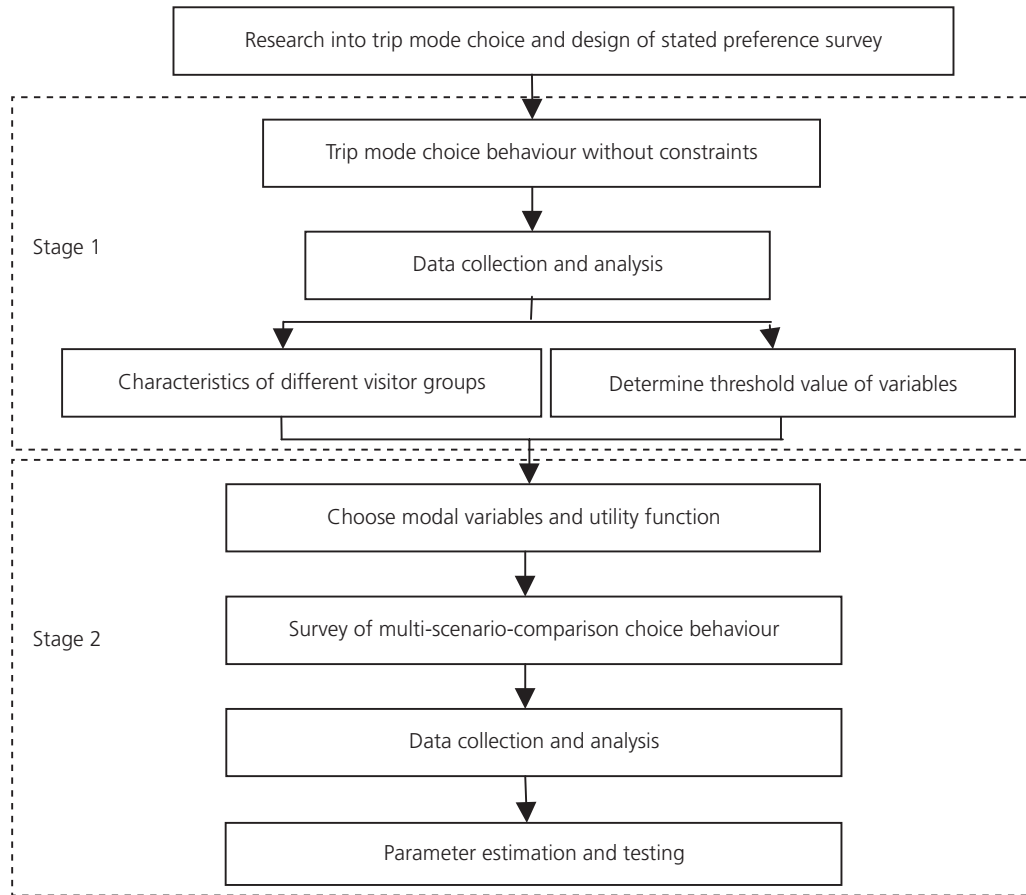 Research into trip mode choice and design of stated preference survey
Trip mode choice behaviour without constraints
Stage 1
Data collection and analysis
Characteristics of different visitor groups
Determine threshold value of variables
Choose modal variables and utility function
Survey of multi-scenario-comparison choice behaviour
Stage 2
Data collection and analysis
Parameter estimation and testing